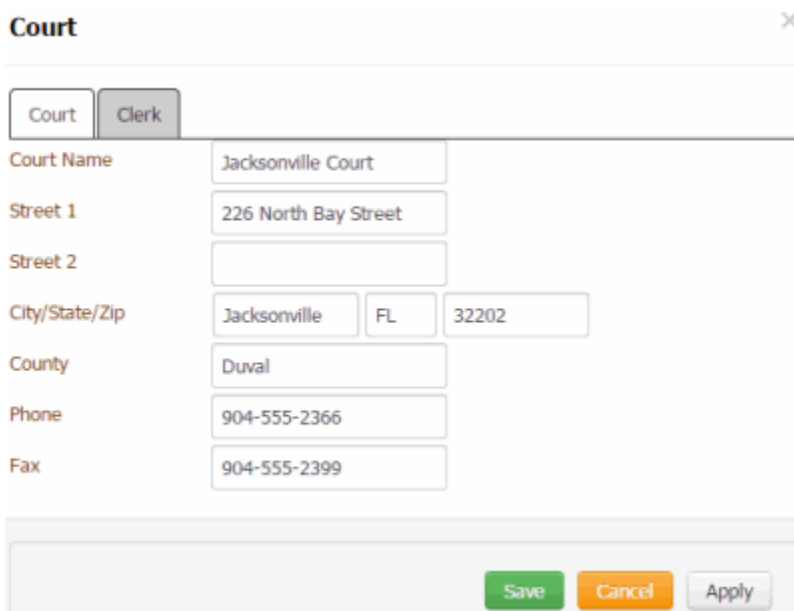 Court
Court Clerk
Court Name Jacksonville Court
Street 1 226 North Bay Street
Street 2
City/State/Zip Jacksonville FL 32202
County Duval
Phone 904-555-2366
Fax 904-555-2399
Save Cancel Apply